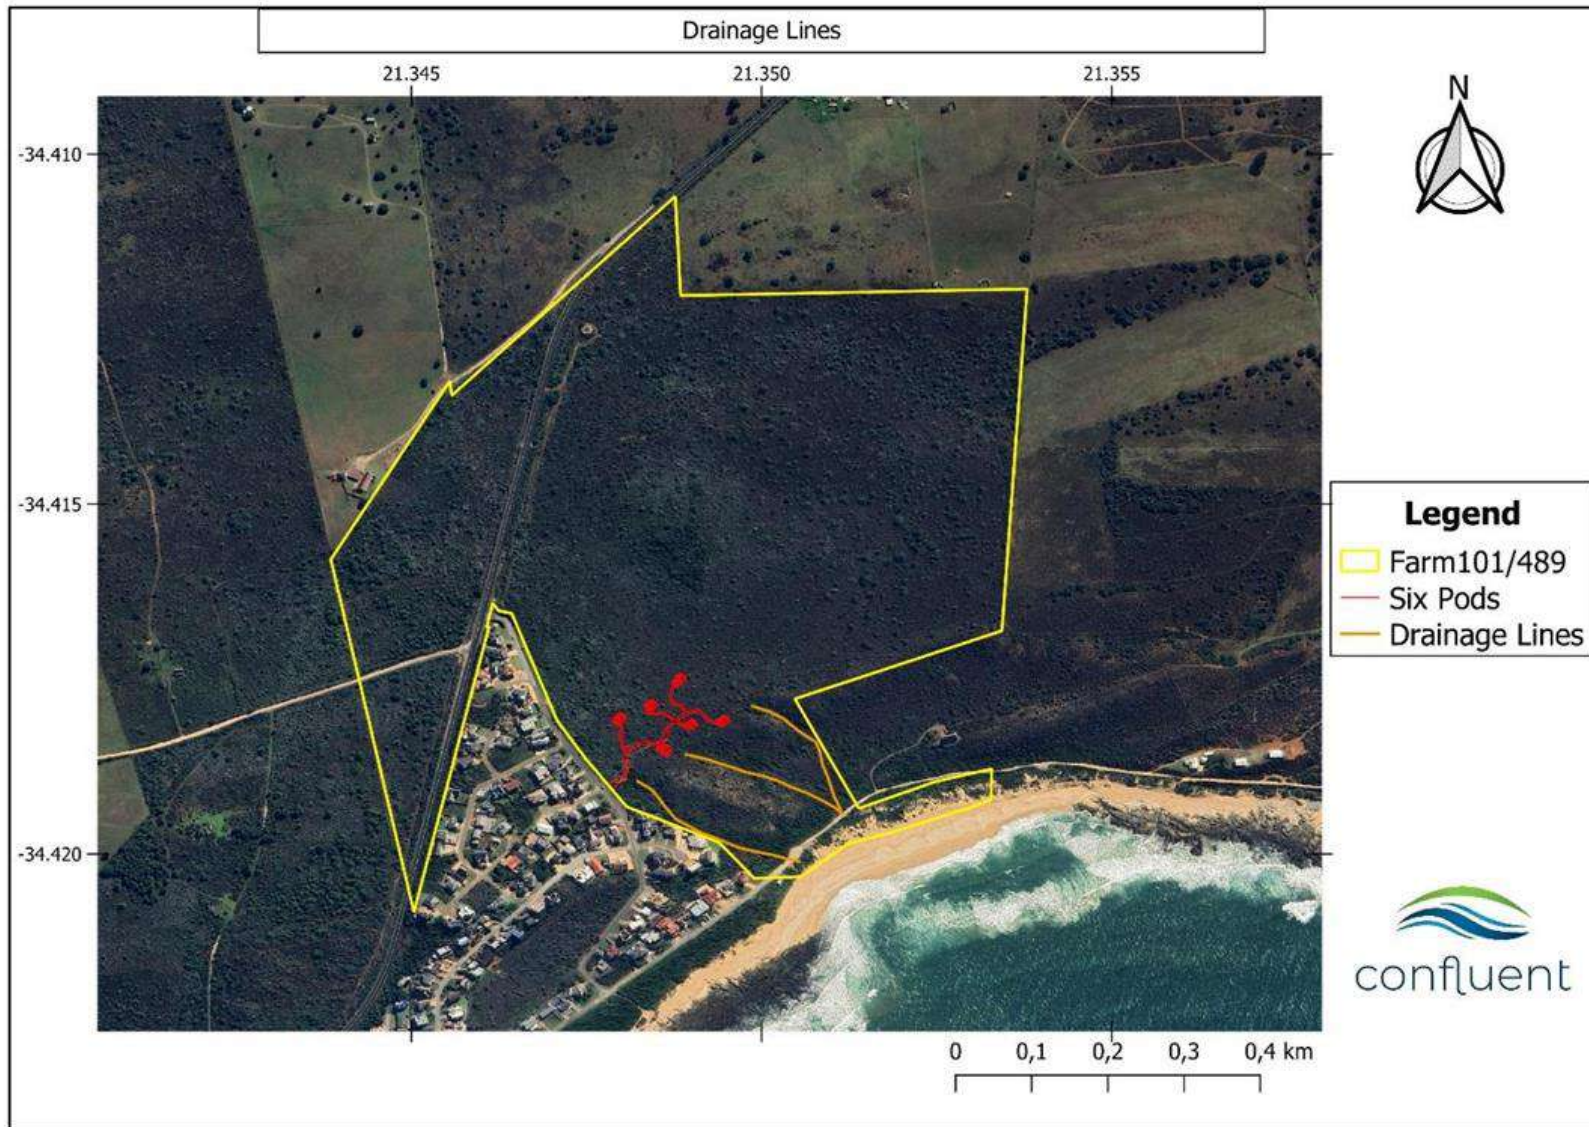 Drainage Lines
21.345 21.350 21.355
N
-34.410
-34.415
-34.420
Legend
Farm101/489
Six Pods
Drainage Lines
confluent
0 0,1 0,2 0,3 0,4 km